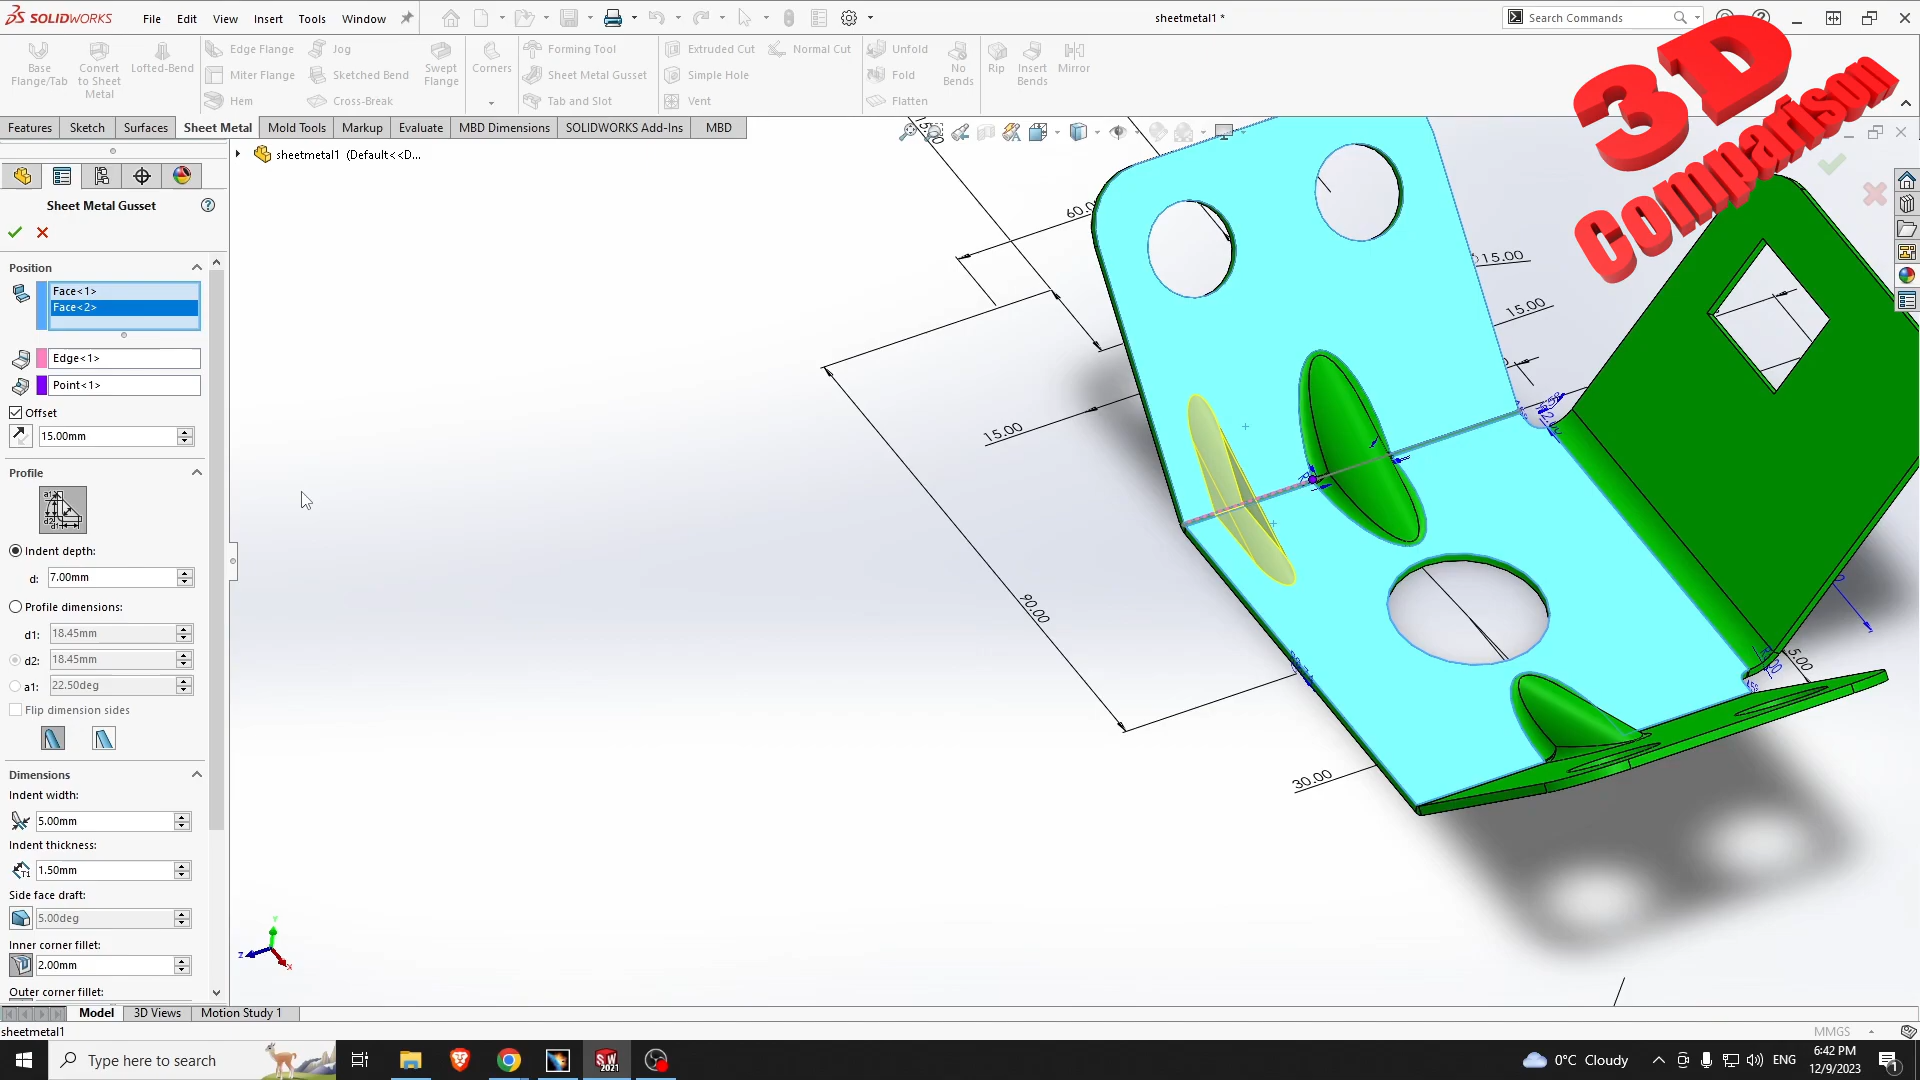 SOLIDWORKS
File Edit View Insert Tools Window
sheetmetal1 *
Search Commands
Base Flange/Tab
Convert to Sheet Metal
Lofted-Bend
Edge Flange
Miter Flange
Hem
Jog
Sketched Bend
Cross-Break
Swept Flange
Corners
Forming Tool
Sheet Metal Gusset
Tab and Slot
Extruded Cut
Simple Hole
Vent
Normal Cut
Unfold
Fold
Flatten
No Bends
Rip
Insert Bends
Mirror
Features Sketch Surfaces Sheet Metal Mold Tools Markup Evaluate MBD Dimensions SOLIDWORKS Add-Ins MBD
3D
Comparison
sheetmetal1 (Default<<D...
Sheet Metal Gusset
Position
Face<1>
Face<2>
Edge<1>
Point<1>
Offset
15.00mm
Profile
Indent depth:
d: 7.00mm
Profile dimensions:
d1: 18.45mm
d2: 18.45mm
a1: 22.50deg
Flip dimension sides
Dimensions
Indent width:
5.00mm
Indent thickness:
1.50mm
Side face draft:
5.00deg
Inner corner fillet:
2.00mm
Outer corner fillet:
15.00
15.00
15.00
90.00
30.00
5.00
Model 3D Views Motion Study 1
sheetmetal1
MMGS
Type here to search
SW 2021
0°C Cloudy
ENG
6:42 PM
12/9/2023
1